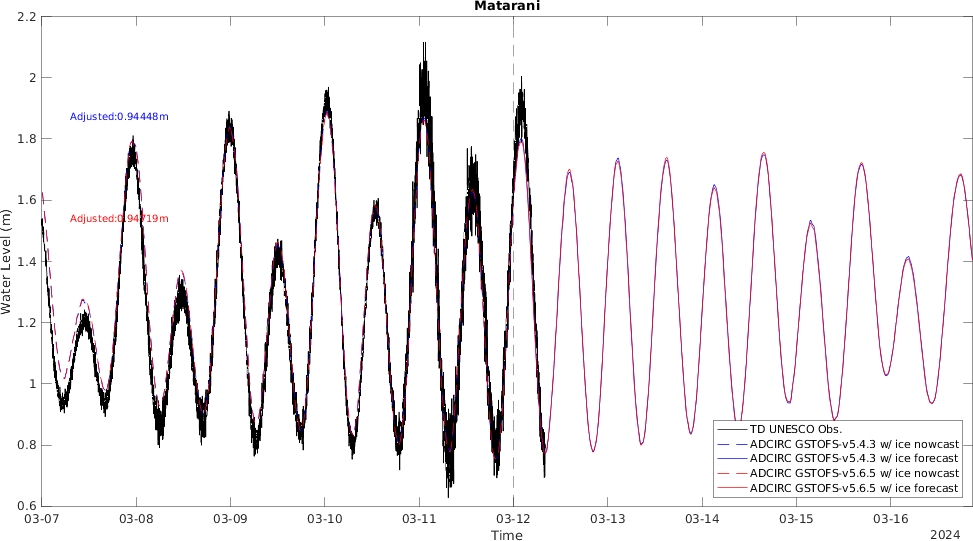 Matarani
2.2
2
1.8
1.6
1.4
1.2
1
0.8
0.6
Water Level (m)
Adjusted:0.94448m
Adjusted:0.94719m
TD UNESCO Obs.
ADCIRC GSTOFS-v5.4.3 w/ ice nowcast
ADCIRC GSTOFS-v5.4.3 w/ ice forecast
ADCIRC GSTOFS-v5.6.5 w/ ice nowcast
ADCIRC GSTOFS-v5.6.5 w/ ice forecast
03-07 03-08 03-09 03-10 03-11 03-12 03-13 03-14 03-15 03-16
Time
2024